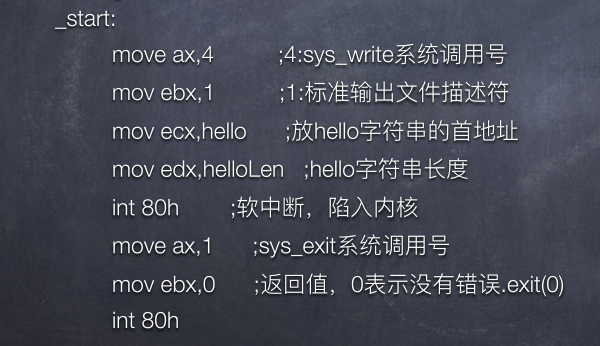 _start:
move ax,4 ;4:sys_write系统调用号
mov ebx,1 ;1:标准输出文件描述符
mov ecx,hello ;放hello字符串的首地址
mov edx,helloLen ;hello字符串长度
int 80h ;软中断，陷入内核
move ax,1 ;sys_exit系统调用号
mov ebx,0 ;返回值，0表示没有错误.exit(0)
int 80h